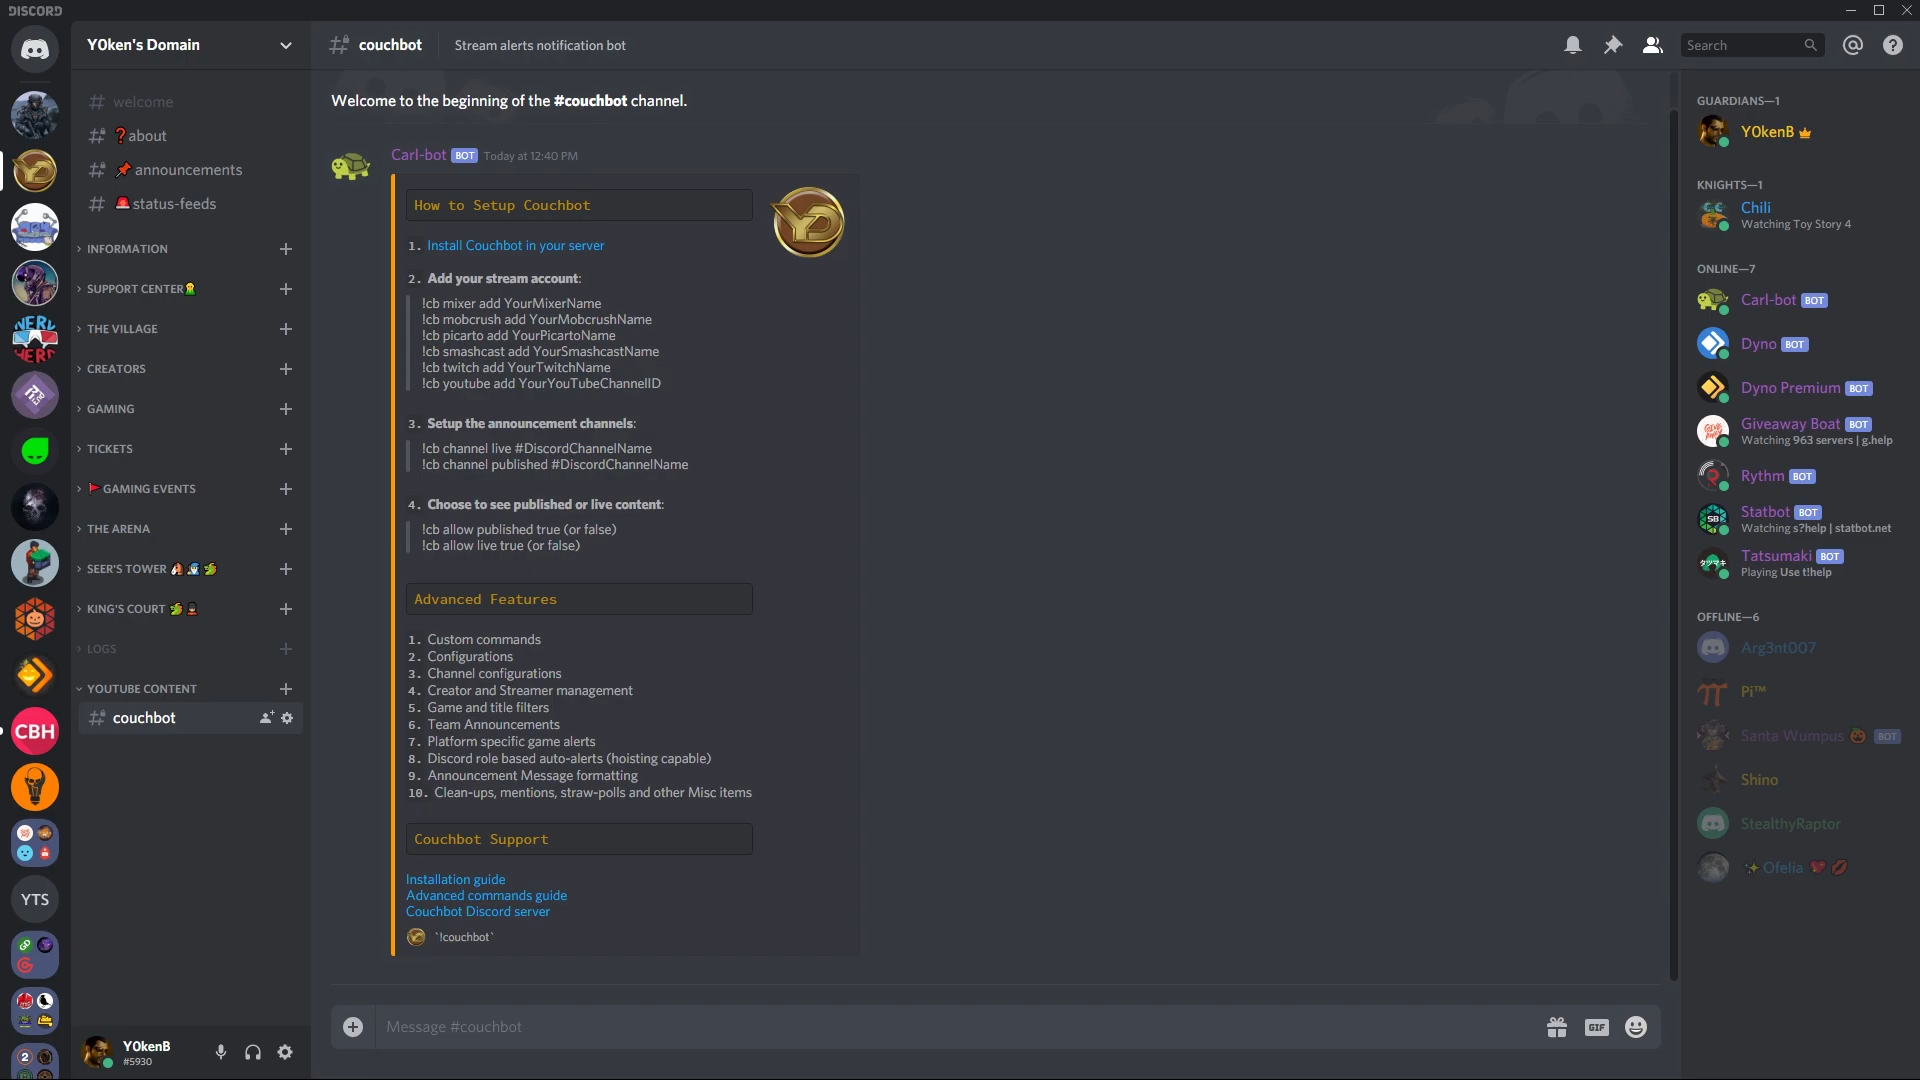 DISCORD
Y0ken's Domain
welcome
❓about
📌announcements
🚨status-feeds
INFORMATION
SUPPORT CENTER
THE VILLAGE
CREATORS
GAMING
TICKETS
🚩GAMING EVENTS
THE ARENA
SEER'S TOWER
KING'S COURT
LOGS
YOUTUBE CONTENT
couchbot
CBH
YTS
2
Y0kenB
#5930
couchbot
Stream alerts notification bot
Search
Welcome to the beginning of the #couchbot channel.
Carl-bot BOT Today at 12:40 PM
How to Setup Couchbot
1. Install Couchbot in your server
2. Add your stream account:
!cb mixer add YourMixerName
!cb mobcrush add YourMobcrushName
!cb picarto add YourPicartoName
!cb smashcast add YourSmashcastName
!cb twitch add YourTwitchName
!cb youtube add YourYouTubeChannelID
3. Setup the announcement channels:
!cb channel live #DiscordChannelName
!cb channel published #DiscordChannelName
4. Choose to see published or live content:
!cb allow published true (or false)
!cb allow live true (or false)
Advanced Features
1. Custom commands
2. Configurations
3. Channel configurations
4. Creator and Streamer management
5. Game and title filters
6. Team Announcements
7. Platform specific game alerts
8. Discord role based auto-alerts (hoisting capable)
9. Announcement Message formatting
10. Clean-ups, mentions, straw-polls and other Misc items
Couchbot Support
Installation guide
Advanced commands guide
Couchbot Discord server
`!couchbot`
Message #couchbot
GIF
GUARDIANS—1
Y0kenB
KNIGHTS—1
Chili
Watching Toy Story 4
ONLINE—7
Carl-bot BOT
Dyno BOT
Dyno Premium BOT
Giveaway Boat BOT
Watching 963 servers | g.help
Rythm BOT
Statbot BOT
Watching s?help | statbot.net
Tatsumaki BOT
Playing Use t!help
OFFLINE—6
Arg3nt007
Pi™
Santa Wumpus 🎃 BOT
Shino
StealthyRaptor
✨Ofelia 💖💋